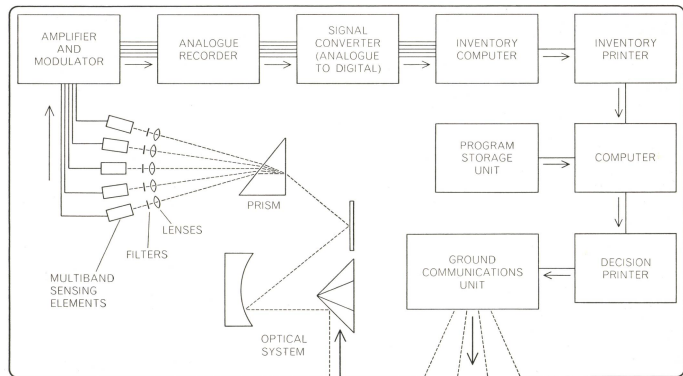 AMPLIFIER
AND
MODULATOR
ANALOGUE
RECORDER
SIGNAL
CONVERTER
(ANALOGUE
TO DIGITAL)
INVENTORY
COMPUTER
INVENTORY
PRINTER
PROGRAM
STORAGE
UNIT
COMPUTER
PRISM
LENSES
FILTERS
MULTIBAND
SENSING
ELEMENTS
OPTICAL
SYSTEM
GROUND
COMMUNICATIONS
UNIT
DECISION
PRINTER